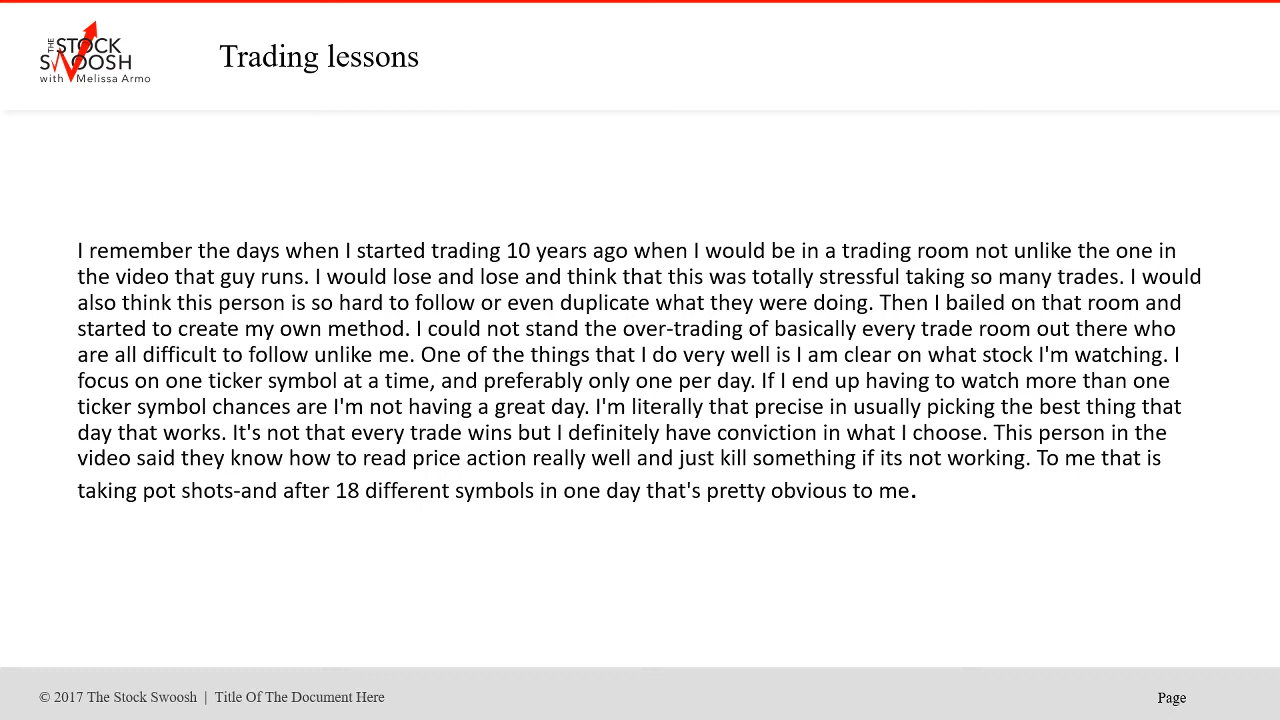 THE STOCK
SWOOSH
with Melissa Armo
Trading lessons
I remember the days when I started trading 10 years ago when I would be in a trading room not unlike the one in
the video that guy runs. I would lose and lose and think that this was totally stressful taking so many trades. I would
also think this person is so hard to follow or even duplicate what they were doing. Then I bailed on that room and
started to create my own method. I could not stand the over-trading of basically every trade room out there who
are all difficult to follow unlike me. One of the things that I do very well is I am clear on what stock I'm watching. I
focus on one ticker symbol at a time, and preferably only one per day. If I end up having to watch more than one
ticker symbol chances are I'm not having a great day. I'm literally that precise in usually picking the best thing that
day that works. It's not that every trade wins but I definitely have conviction in what I choose. This person in the
video said they know how to read price action really well and just kill something if its not working. To me that is
taking pot shots-and after 18 different symbols in one day that's pretty obvious to me.
© 2017 The Stock Swoosh | Title Of The Document Here
Page